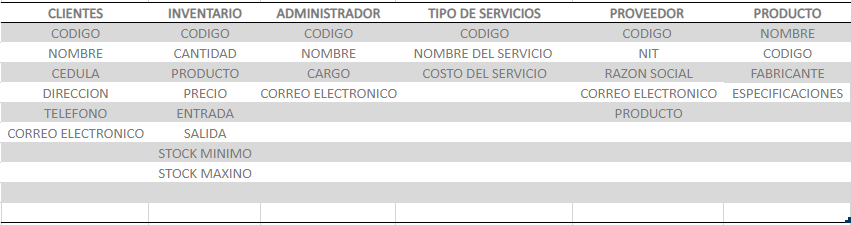 CLIENTES INVENTARIO ADMINISTRADOR TIPO DE SERVICIOS PROVEEDOR PRODUCTO
CODIGO CODIGO CODIGO CODIGO CODIGO NOMBRE
NOMBRE CANTIDAD NOMBRE NOMBRE DEL SERVICIO NIT CODIGO
CEDULA PRODUCTO CARGO COSTO DEL SERVICIO RAZON SOCIAL FABRICANTE
DIRECCION PRECIO CORREO ELECTRONICO CORREO ELECTRONICO ESPECIFICACIONES
TELEFONO ENTRADA PRODUCTO
CORREO ELECTRONICO SALIDA
STOCK MINIMO
STOCK MAXINO